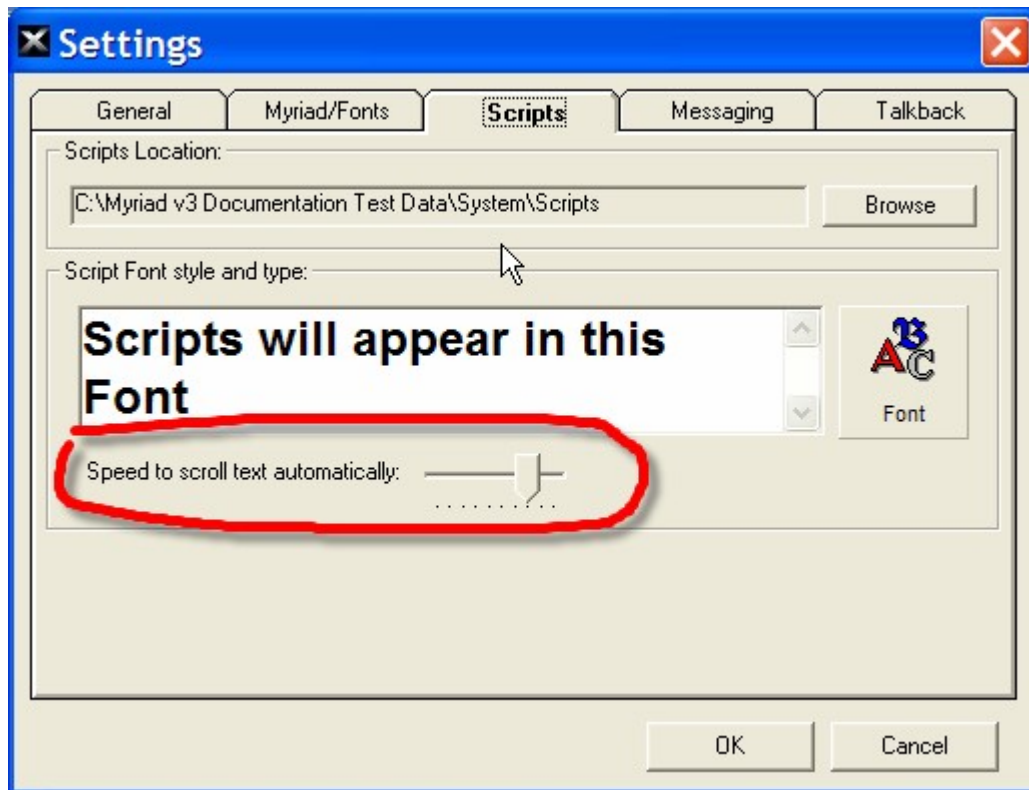 Settings
General Myriad/Fonts Scripts Messaging Talkback
Scripts Location:
C:\Myriad v3 Documentation Test Data\System\Scripts Browse
Script Font style and type:
Scripts will appear in this
Font
ABC
Font
Speed to scroll text automatically:
OK Cancel